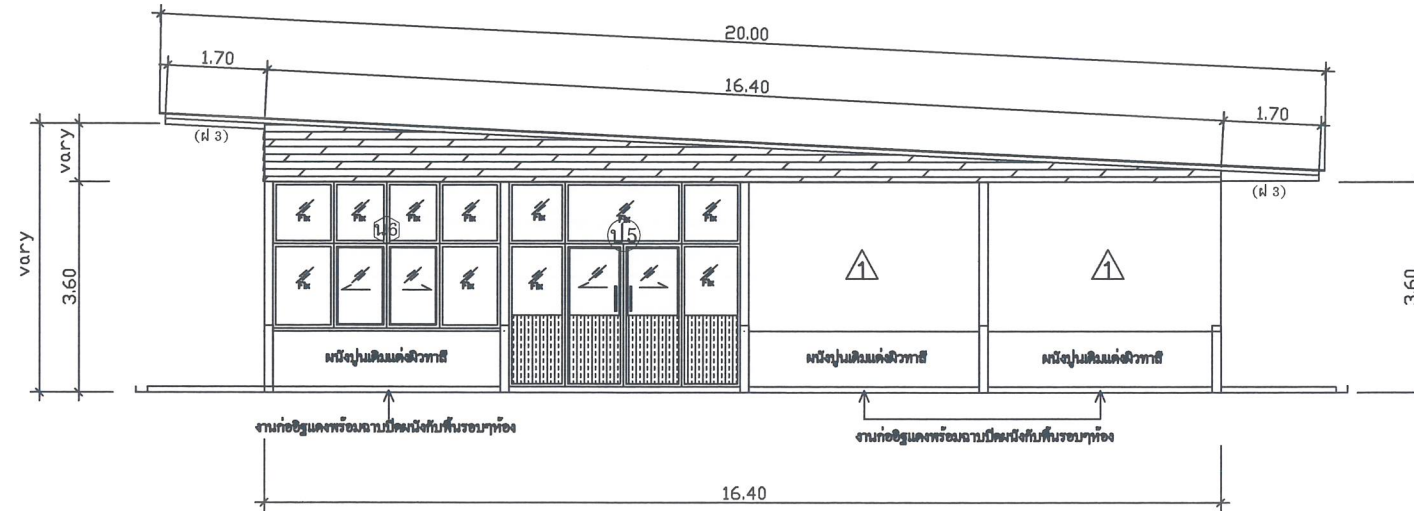 20.00
1.70
16.40
1.70
(ฝ 3)
(ฝ 3)
vary
vary
3.60
3.60
Fix Fix Fix Fix Fix Fix Fix
น6
ป5
Fix Fix Fix Fix
1
1
ผนังปูนเดิมแต่งผิวทาสี
ผนังปูนเดิมแต่งผิวทาสี
ผนังปูนเดิมแต่งผิวทาสี
งานก่ออิฐแดงพร้อมฉาบปิดผนังกับพื้นรอบๆห้อง
งานก่ออิฐแดงพร้อมฉาบปิดผนังกับพื้นรอบๆห้อง
16.40